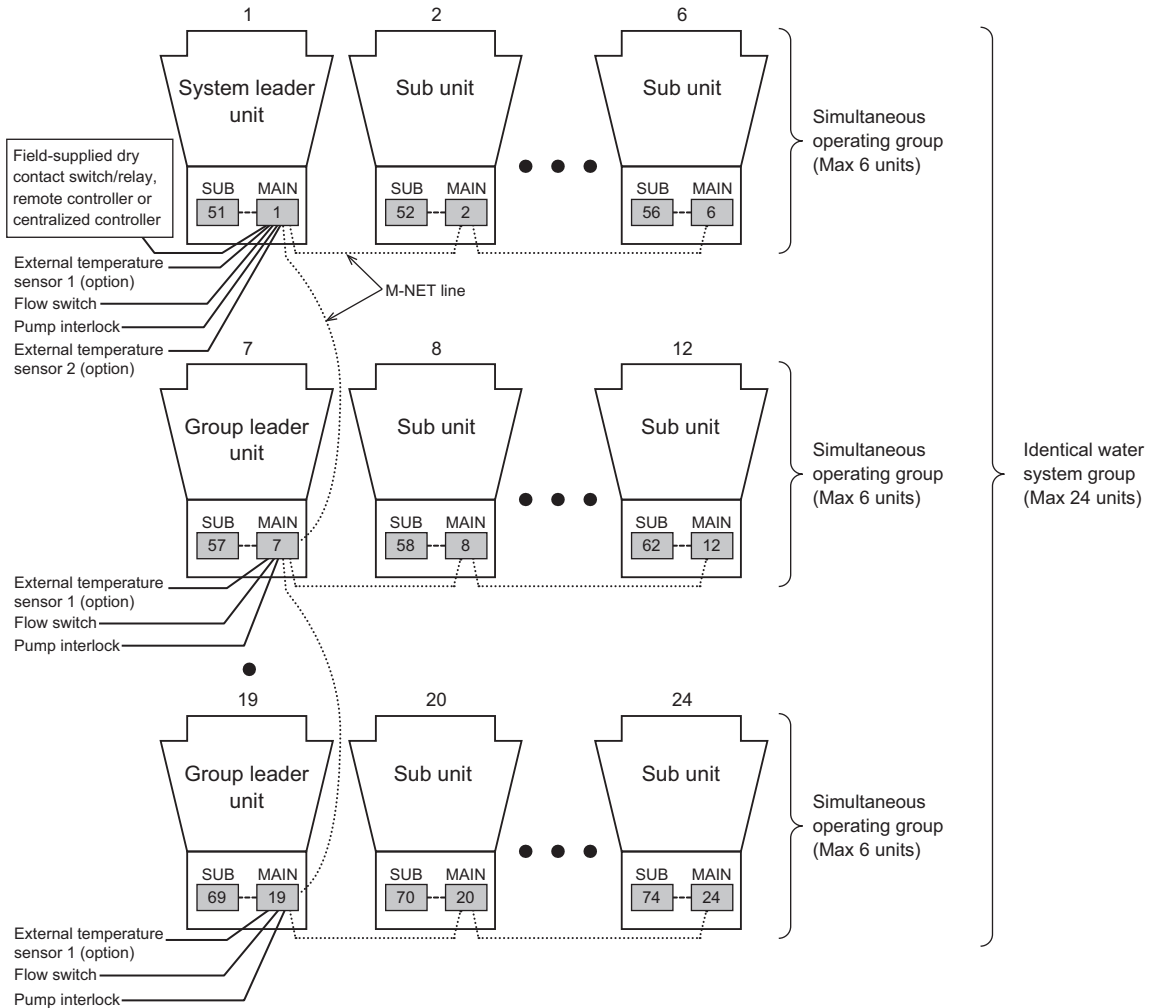 1
2
6
System leader
unit
Sub unit
Sub unit
Simultaneous
operating group
(Max 6 units)
Field-supplied dry
contact switch/relay,
remote controller or
centralized controller
SUB MAIN
51 1
SUB MAIN
52 2
SUB MAIN
56 6
External temperature
sensor 1 (option)
Flow switch
Pump interlock
External temperature
sensor 2 (option)
M-NET line
7
8
12
Group leader
unit
Sub unit
Sub unit
Simultaneous
operating group
(Max 6 units)
Identical water
system group
(Max 24 units)
SUB MAIN
57 7
SUB MAIN
58 8
SUB MAIN
62 12
External temperature
sensor 1 (option)
Flow switch
Pump interlock
19
20
24
Group leader
unit
Sub unit
Sub unit
Simultaneous
operating group
(Max 6 units)
SUB MAIN
69 19
SUB MAIN
70 20
SUB MAIN
74 24
External temperature
sensor 1 (option)
Flow switch
Pump interlock